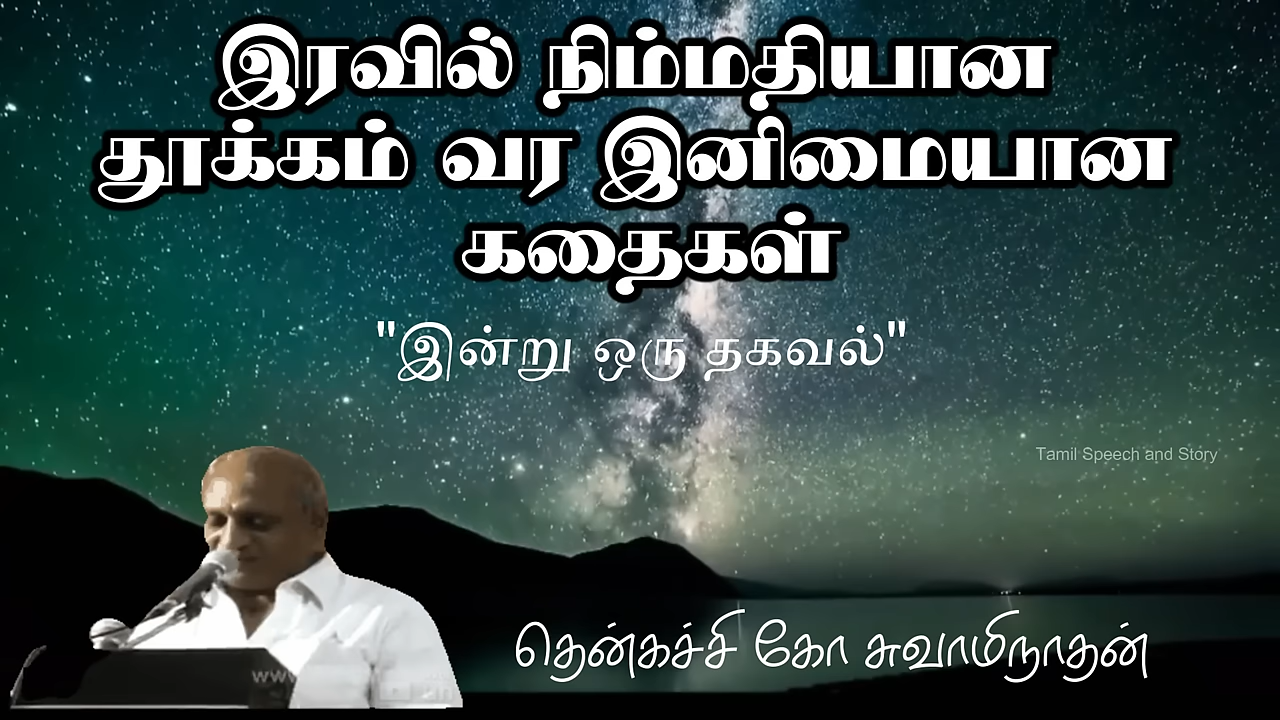 இரவில் நிம்மதியான
தூக்கம் வர இனிமையான
கதைகள்
"இன்று ஒரு தகவல்"
Tamil Speech and Story
தென்கச்சி கோ சுவாமிநாதன்